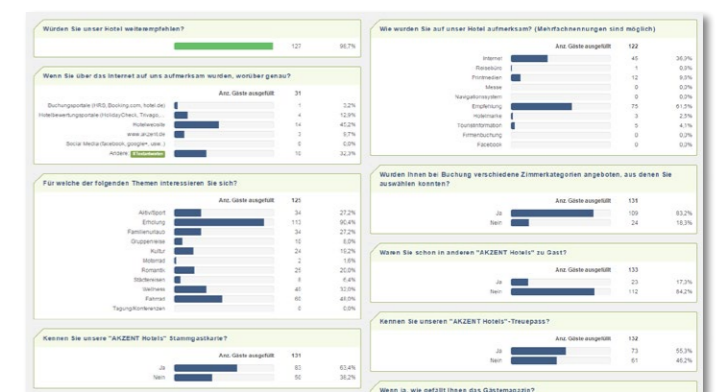 Würden Sie unser Hotel weiterempfehlen?
127 98,7%
Wenn Sie über das Internet auf uns aufmerksam wurden, worüber genau?
Anz. Gäste ausgefüllt 31
Buchungsportale (HRS, Booking.com, hotel.de) 1 3,2%
Hotelbewertungsportale (HolidayCheck, Trivago, ... 4 12,9%
Hotelwebsite 14 45,2%
www.akzent.de 3 9,7%
Social Media (facebook, google+, usw.) 0 0,0%
Andere 10 32,3%
Für welche der folgenden Themen interessieren Sie sich?
Anz. Gäste ausgefüllt 125
Aktiv/Sport 34 27,2%
Erholung 113 90,4%
Familienurlaub 34 27,2%
Gruppenreise 10 8,0%
Kultur 24 19,2%
Motorrad 2 1,6%
Romantik 25 20,0%
Städtereisen 8 6,4%
Wellness 40 32,0%
Fahrrad 60 48,0%
Tagung/Konferenzen 0 0,0%
Kennen Sie unsere "AKZENT Hotels" Stammgastkarte?
Anz. Gäste ausgefüllt 131
Ja 83 63,4%
Nein 50 38,2%
Wie wurden Sie auf unser Hotel aufmerksam? (Mehrfachnennungen sind möglich)
Anz. Gäste ausgefüllt 122
Internet
Reisebüro 1
Printmedien 12
Messe 0 0,0%
Navigationssystem 0 0,0%
Empfehlung 75 61,5%
Hotelname 3 2,5%
Touristinformation 5 4,1%
Firmenbuchung 0 0,0%
Facebook 0 0,0%
Wurden Ihnen bei Buchung verschiedene Zimmerkategorien angeboten, aus denen Sie
auswählen konnten?
Anz. Gäste ausgefüllt 131
Ja 109 83,2%
Nein 24 18,3%
Waren Sie schon in anderen "AKZENT Hotels" zu Gast?
Anz. Gäste ausgefüllt 133
Ja 23 17,3%
Nein 112 84,2%
Kennen Sie unseren "AKZENT Hotels"-Treuepass?
Anz. Gäste ausgefüllt 132
Ja 73 55,3%
Nein 61 46,2%
Wenn ja, wie gefällt Ihnen das Gästemagazin?